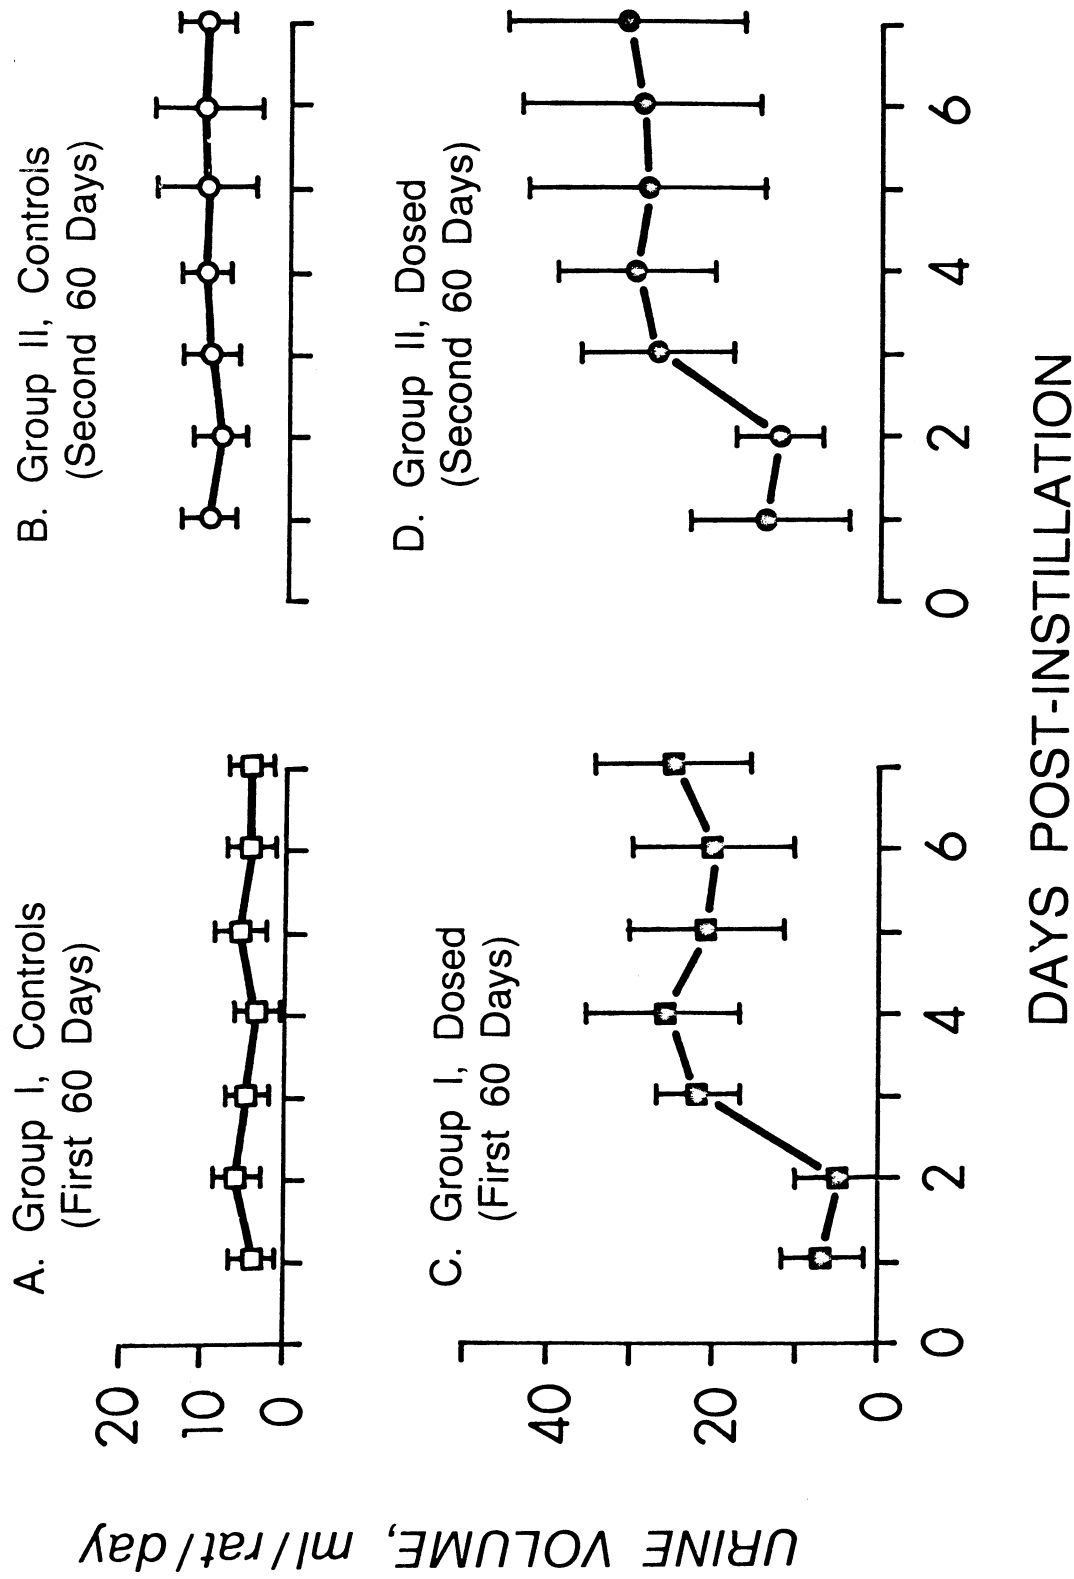 A. Group I, Controls
(First 60 Days)
B. Group II, Controls
(Second 60 Days)
20
10
0
C. Group I, Dosed
(First 60 Days)
D. Group II, Dosed
(Second 60 Days)
40
20
0
0 2 4 6
0 2 4 6
DAYS POST-INSTILLATION
URINE VOLUME, ml/rat/day